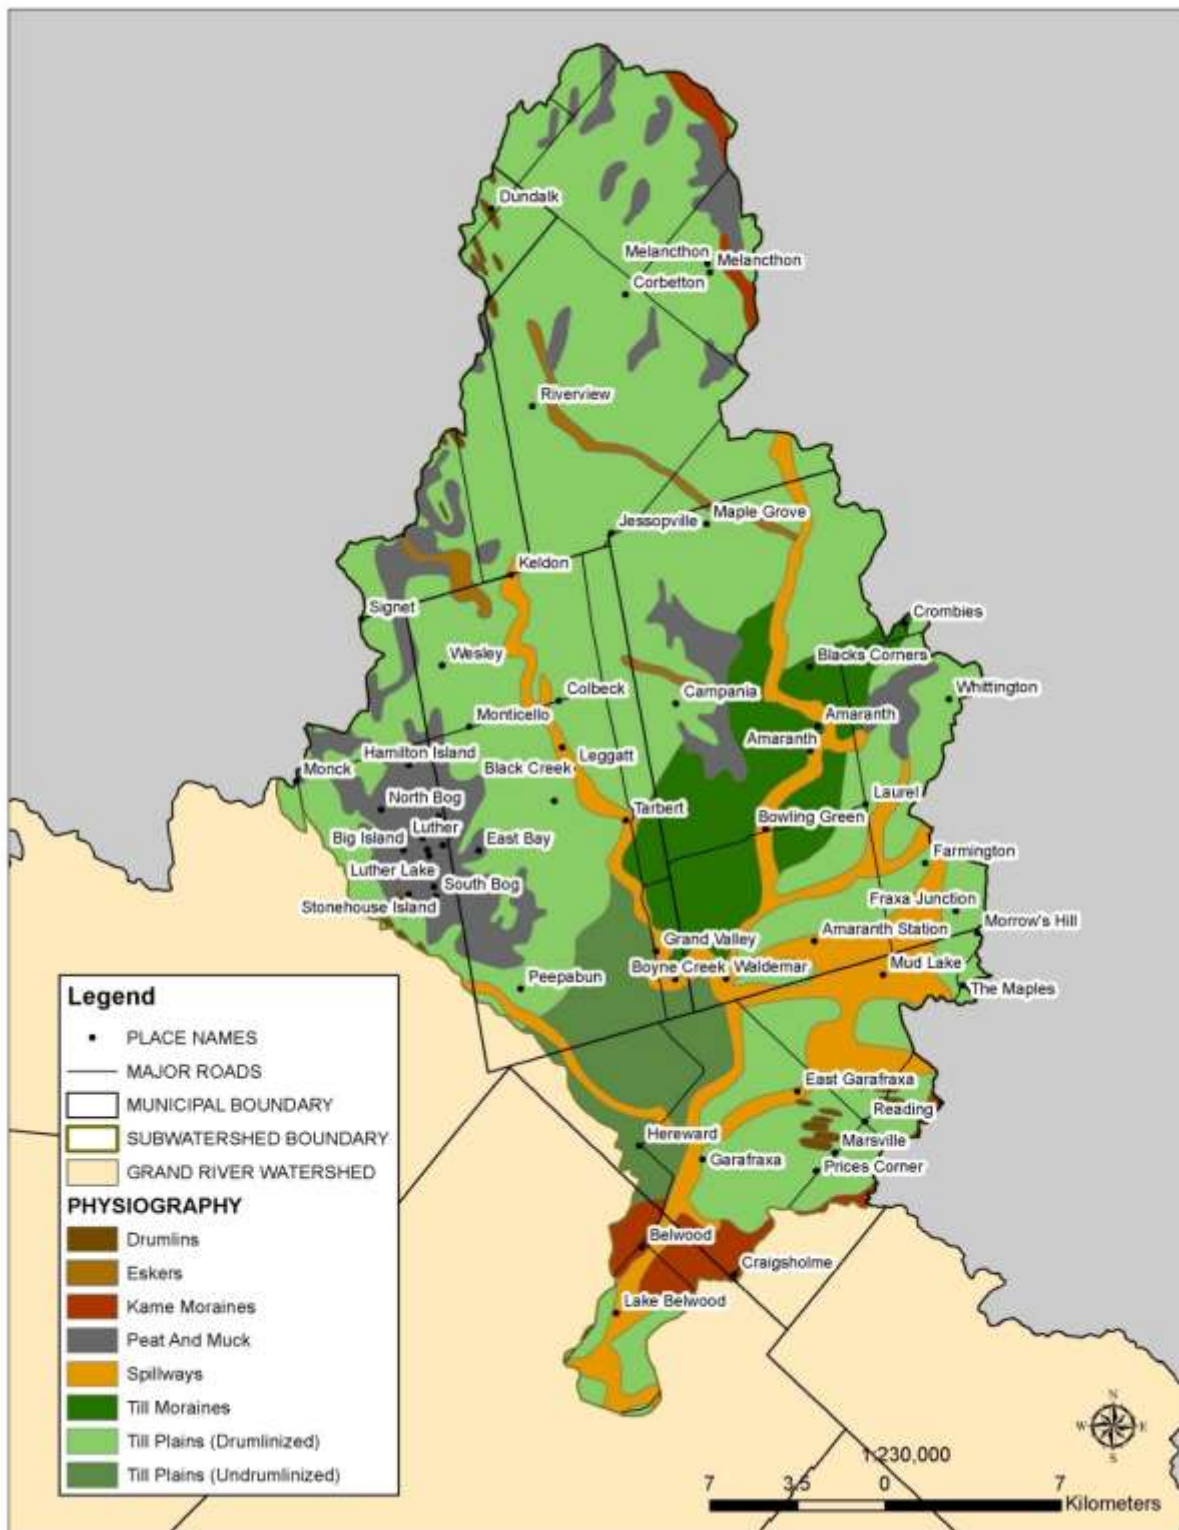 Dundalk
Melancthon
Melancthon
Corbetton
Riverview
Maple Grove
Jessopville
Keldon
Signet
Crombies
Wesley
Blacks Corners
Whittington
Colbeck
Campania
Monticello
Amaranth
Hamilton Island
Leggatt
Amaranth
Monck
Black Creek
North Bog
Tarbert
Laurel
Luther
Bowling Green
Big Island
East Bay
Farmington
Luther Lake
South Bog
Fraxa Junction
Stonehouse Island
Morrow's Hill
Grand Valley
Amaranth Station
Boyne Creek
Waldemar
Mud Lake
Peepabun
The Maples
East Garafraxa
Reading
Hereward
Marsville
Garafraxa
Prices Corner
Belwood
Craigsholme
Lake Belwood
Legend
PLACE NAMES
MAJOR ROADS
MUNICIPAL BOUNDARY
SUBWATERSHED BOUNDARY
GRAND RIVER WATERSHED
PHYSIOGRAPHY
Drumlins
Eskers
Kame Moraines
Peat And Muck
Spillways
Till Moraines
Till Plains (Drumlinized)
Till Plains (Undrumlinized)
N
W E
S
1:230,000
7 3.5 0 7
Kilometers